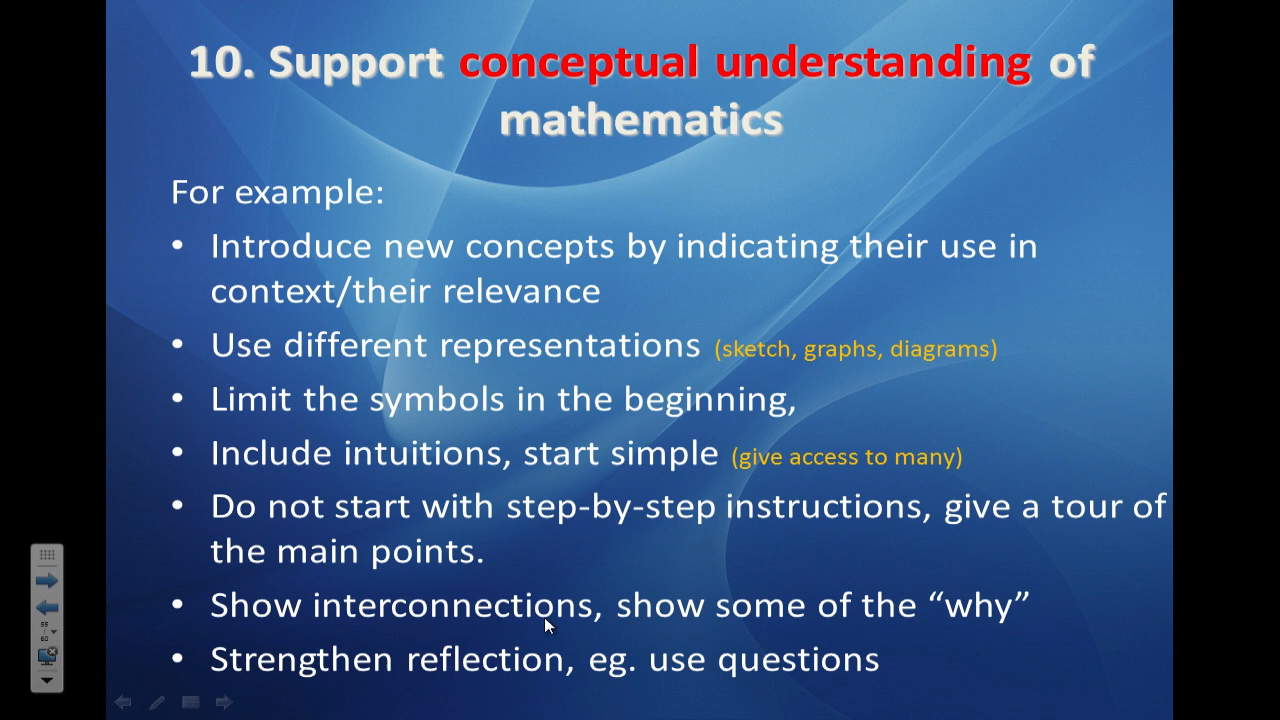 10. Support conceptual understanding of
mathematics
For example:
• Introduce new concepts by indicating their use in
context/their relevance
• Use different representations (sketch, graphs, diagrams)
• Limit the symbols in the beginning,
• Include intuitions, start simple (give access to many)
• Do not start with step-by-step instructions, give a tour of
the main points.
• Show interconnections, show some of the “why”
• Strengthen reflection, eg. use questions
55
/
60